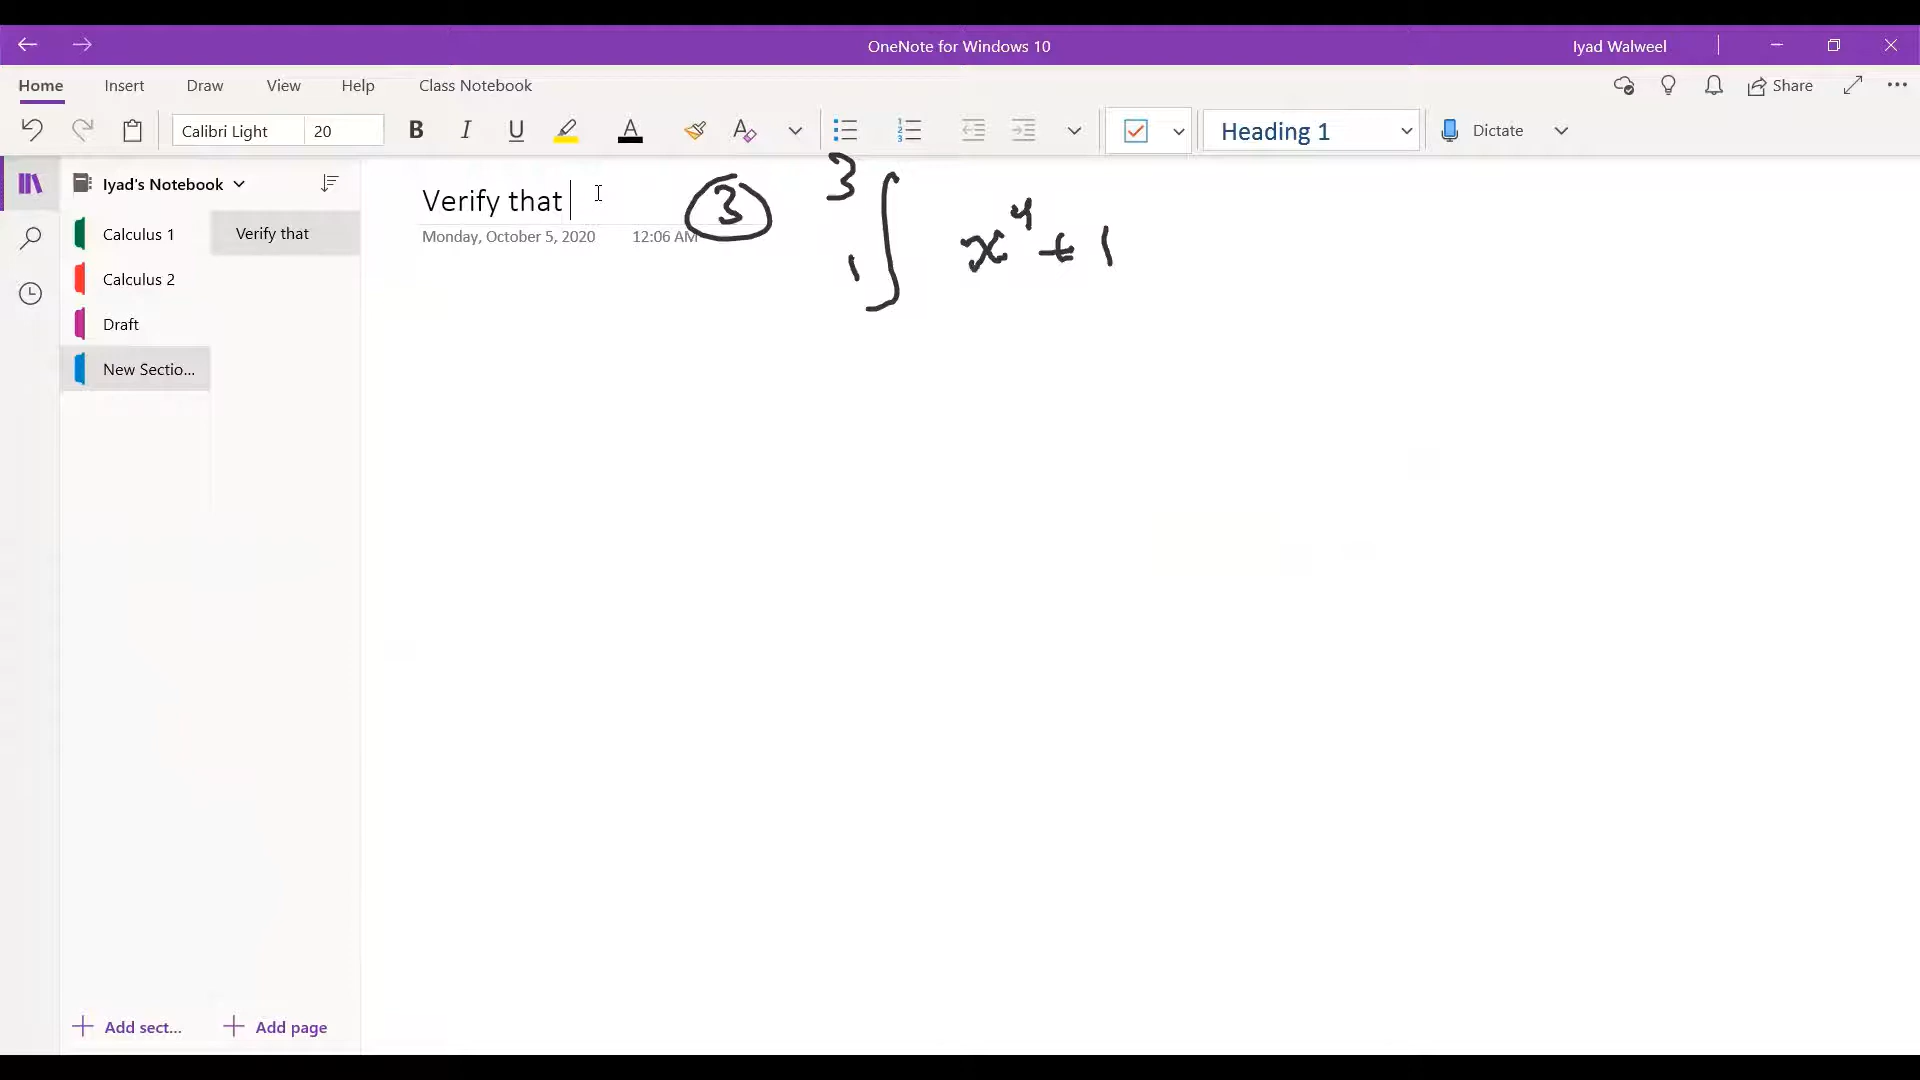 OneNote for Windows 10
Iyad Walweel
Home Insert Draw View Help Class Notebook Share
Calibri Light 20 B I U A A Heading 1 Dictate
Iyad's Notebook
Calculus 1
Calculus 2
Draft
New Sectio...
Verify that
Verify that
Monday, October 5, 2020 12:06 AM
3 3
∫ x⁴ + 1
1
Add sect... Add page